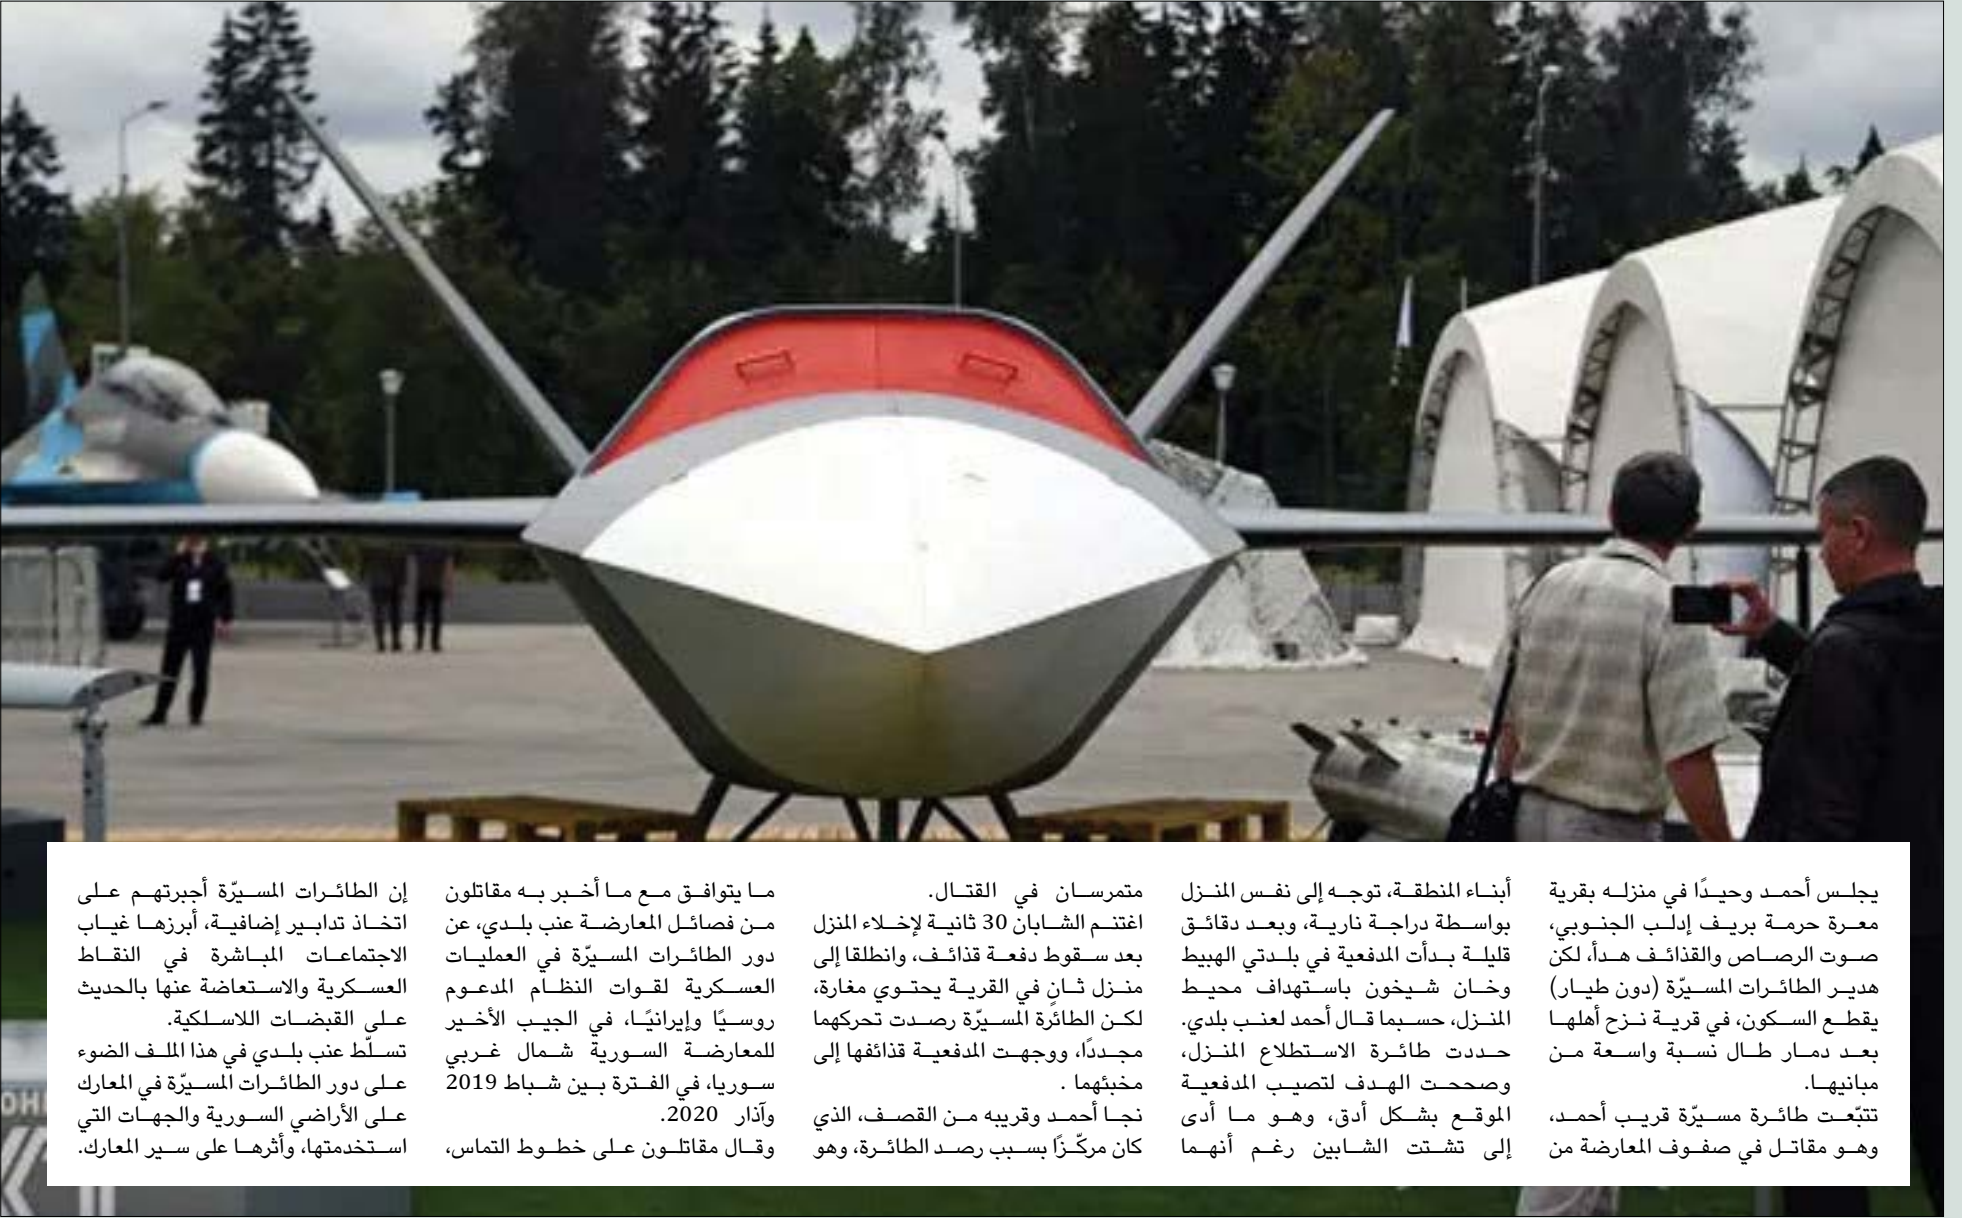 يجلس أحمد وحيدًا في منزله بقرية
معرة حرمة بريف إدلب الجنوبي،
صوت الرصاص والقذائف هدأ، لكن
هدير الطائرات المسيّرة (دون طيار)
يقطع السكون، في قرية نزح أهلها
بعد دمار طال نسبة واسعة من
مبانيها.
تتبّعت طائرة مسيّرة قريب أحمد،
وهو مقاتل في صفوف المعارضة من
أبناء المنطقة، توجه إلى نفس المنزل
بواسطة دراجة نارية، وبعد دقائق
قليلة بدأت المدفعية في بلدتي الهبيط
وخان شيخون باستهداف محيط
المنزل، حسبما قال أحمد لعنب بلدي.
حددت طائرة الاستطلاع المنزل،
وصححت الهدف لتصيب المدفعية
الموقع بشكل أدق، وهو ما أدى
إلى تشتت الشابين رغم أنهما
متمرسان في القتال.
اغتنم الشابان 30 ثانية لإخلاء المنزل
بعد سقوط دفعة قذائف، وانطلقا إلى
منزل ثانٍ في القرية يحتوي مغارة،
لكن الطائرة المسيّرة رصدت تحركهما
مجددًا، ووجهت المدفعية قذائفها إلى
مخبئهما .
نجا أحمد وقريبه من القصف، الذي
كان مركّزًا بسبب رصد الطائرة، وهو
ما يتوافق مع ما أخبر به مقاتلون
من فصائل المعارضة عنب بلدي، عن
دور الطائرات المسيّرة في العمليات
العسكرية لقوات النظام المدعوم
روسيًا وإيرانيًا، في الجيب الأخير
للمعارضة السورية شمال غربي
سوريا، في الفترة بين شباط 2019
وآذار 2020.
وقال مقاتلون على خطوط التماس،
إن الطائرات المسيّرة أجبرتهم على
اتخاذ تدابير إضافية، أبرزها غياب
الاجتماعات المباشرة في النقاط
العسكرية والاستعاضة عنها بالحديث
على القبضات اللاسلكية.
تسلّط عنب بلدي في هذا الملف الضوء
على دور الطائرات المسيّرة في المعارك
على الأراضي السورية والجهات التي
استخدمتها، وأثرها على سير المعارك.